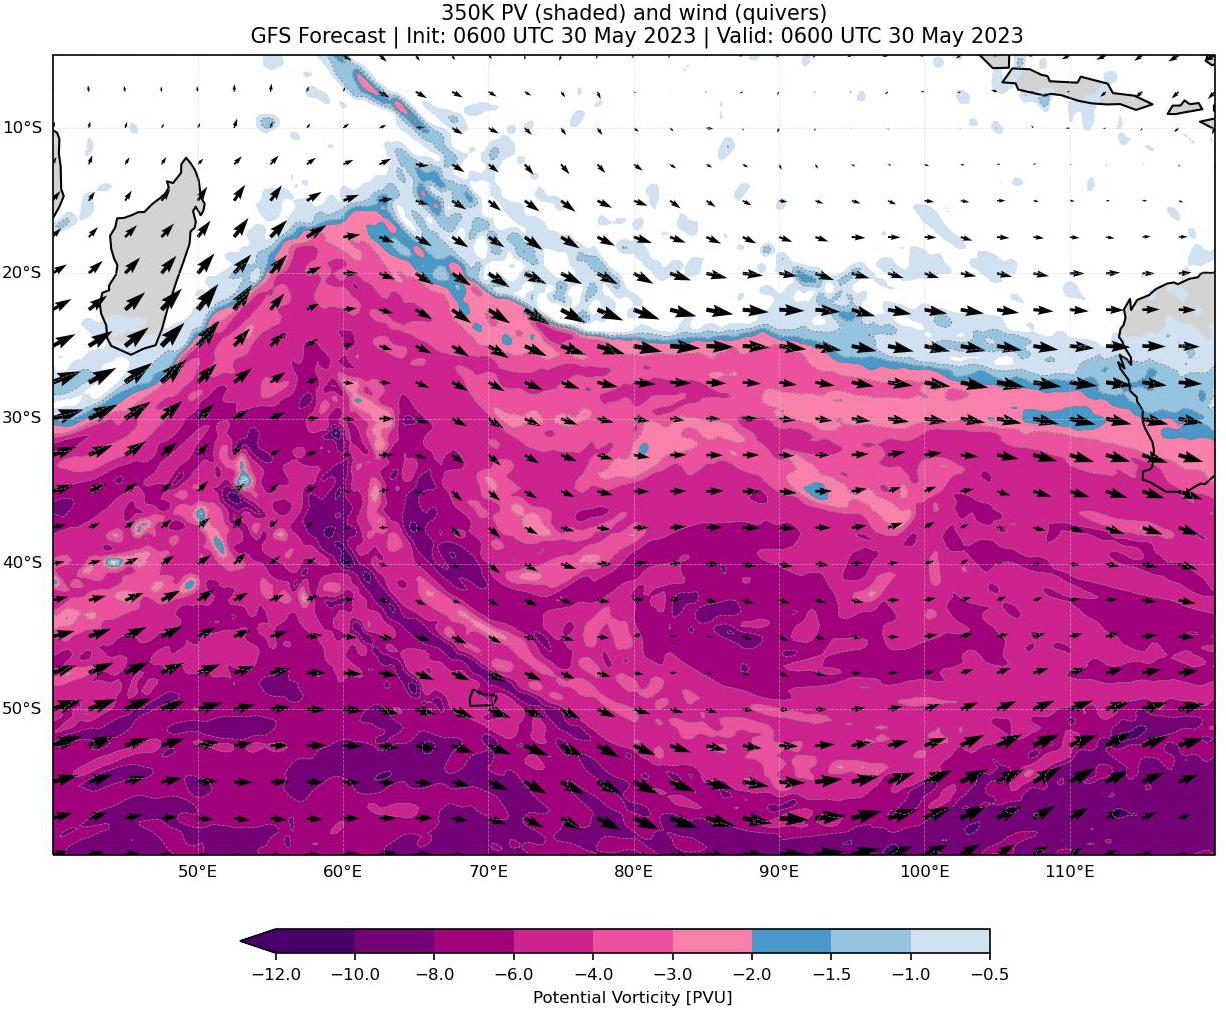 350K PV (shaded) and wind (quivers)
GFS Forecast | Init: 0600 UTC 30 May 2023 | Valid: 0600 UTC 30 May 2023
10°S
20°S
30°S
40°S
50°S
50°E 60°E 70°E 80°E 90°E 100°E 110°E
−12.0 −10.0 −8.0 −6.0 −4.0 −3.0 −2.0 −1.5 −1.0 −0.5
Potential Vorticity [PVU]